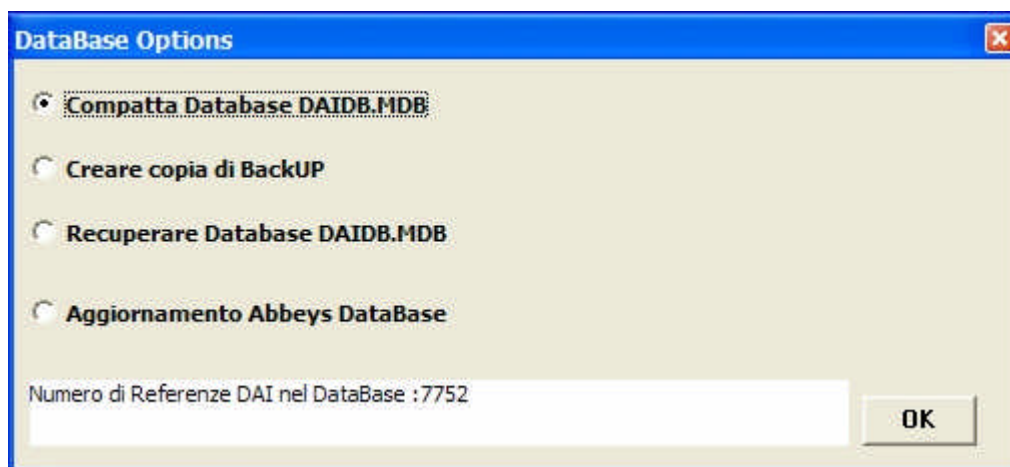 DataBase Options
Compatta Database DAIDB.MDB
Creare copia di BackUP
Recuperare Database DAIDB.MDB
Aggiornamento Abbeys DataBase
Numero di Referenze DAI nel DataBase :7752
OK